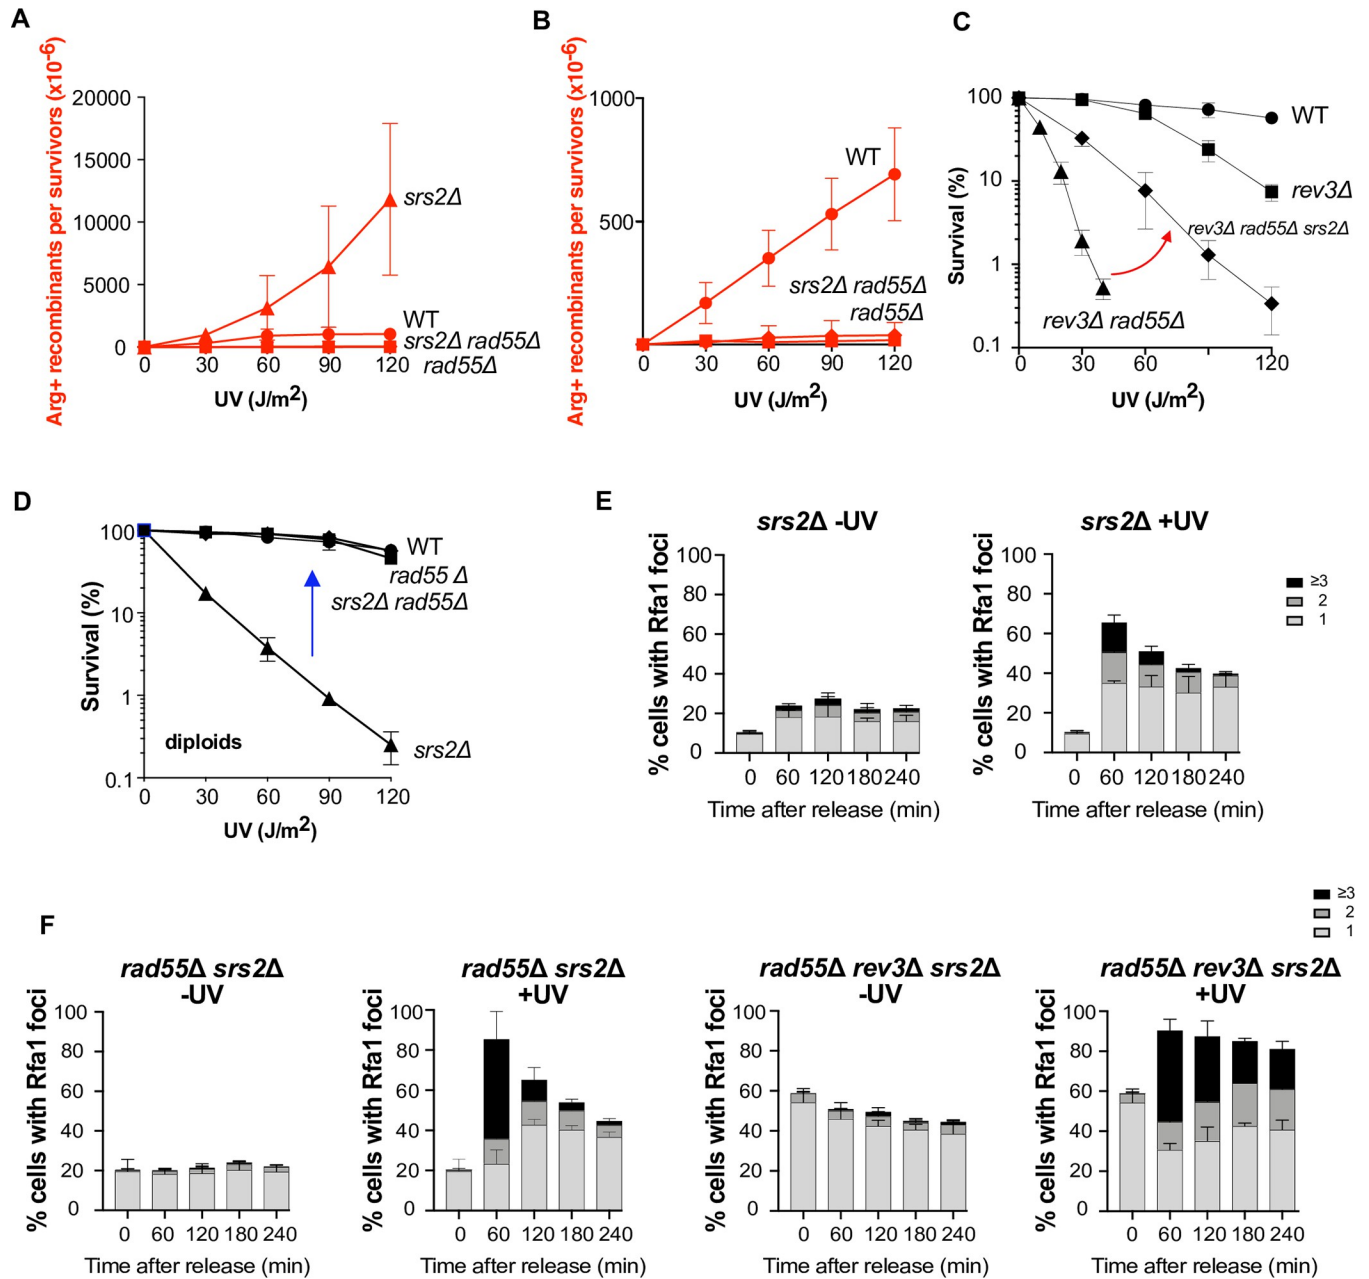 A
Arg+ recombinants per survivors (x10-6)
20000
15000
10000
5000
0
srs2Δ
WT
srs2Δ rad55Δ
rad55Δ
0 30 60 90 120
UV (J/m2)
B
Arg+ recombinants per survivors (x10-6)
1000
500
WT
srs2Δ rad55Δ
rad55Δ
0 30 60 90 120
UV (J/m2)
C
Survival (%)
100
10
1
0.1
WT
rev3Δ
rev3Δ rad55Δ srs2Δ
rev3Δ rad55Δ
0 30 60 120
UV (J/m2)
D
Survival (%)
100
10
1
0.1
WT
rad55 Δ
srs2Δ rad55Δ
srs2Δ
diploids
0 30 60 90 120
UV (J/m2)
E
srs2Δ -UV
% cells with Rfa1 foci
100
80
60
40
20
0
0 60 120 180 240
Time after release (min)
srs2Δ +UV
% cells with Rfa1 foci
100
80
60
40
20
0
0 60 120 180 240
Time after release (min)
≥3
2
1
F
≥3
2
1
rad55Δ srs2Δ
-UV
% cells with Rfa1 foci
100
80
60
40
20
0
0 60 120 180 240
Time after release (min)
rad55Δ srs2Δ
+UV
% cells with Rfa1 foci
100
80
60
40
20
0
0 60 120 180 240
Time after release (min)
rad55Δ rev3Δ srs2Δ
-UV
% cells with Rfa1 foci
100
80
60
40
20
0
0 60 120 180 240
Time after release (min)
rad55Δ rev3Δ srs2Δ
+UV
% cells with Rfa1 foci
100
80
60
40
20
0
0 60 120 180 240
Time after release (min)